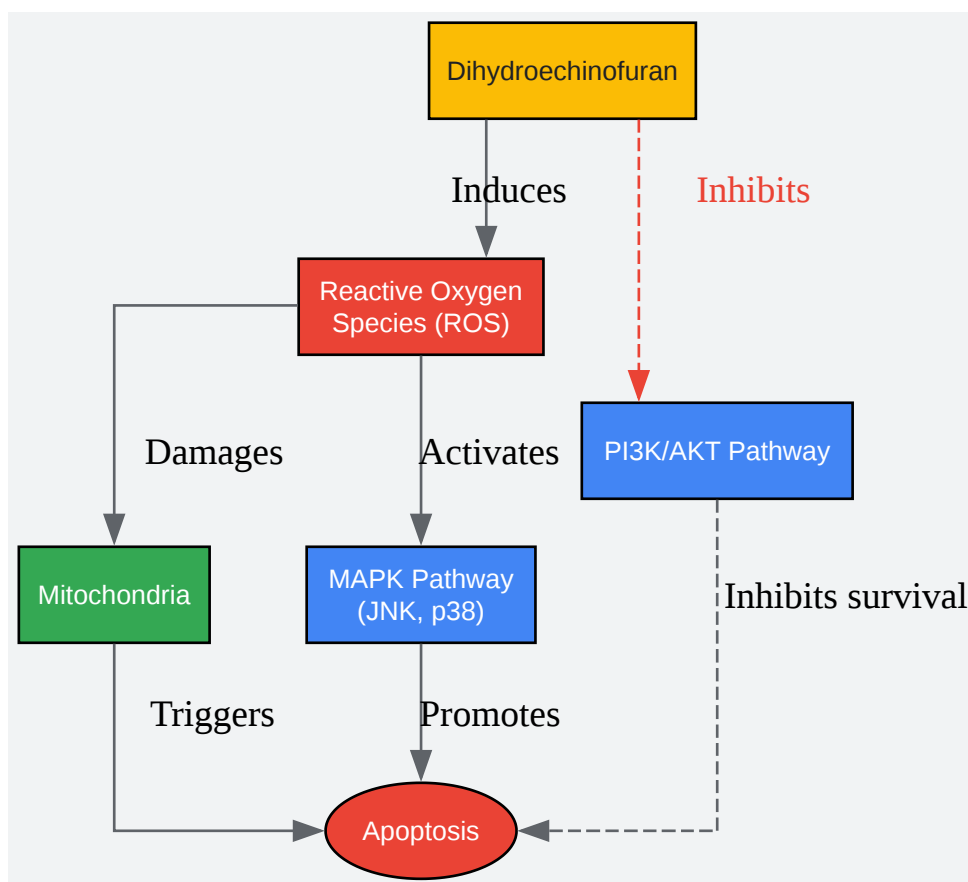 Dihydroechinofuran
Induces
Inhibits
Reactive Oxygen
Species (ROS)
Damages
Activates
PI3K/AKT Pathway
Mitochondria
MAPK Pathway
(JNK, p38)
Inhibits survival
Triggers
Promotes
Apoptosis